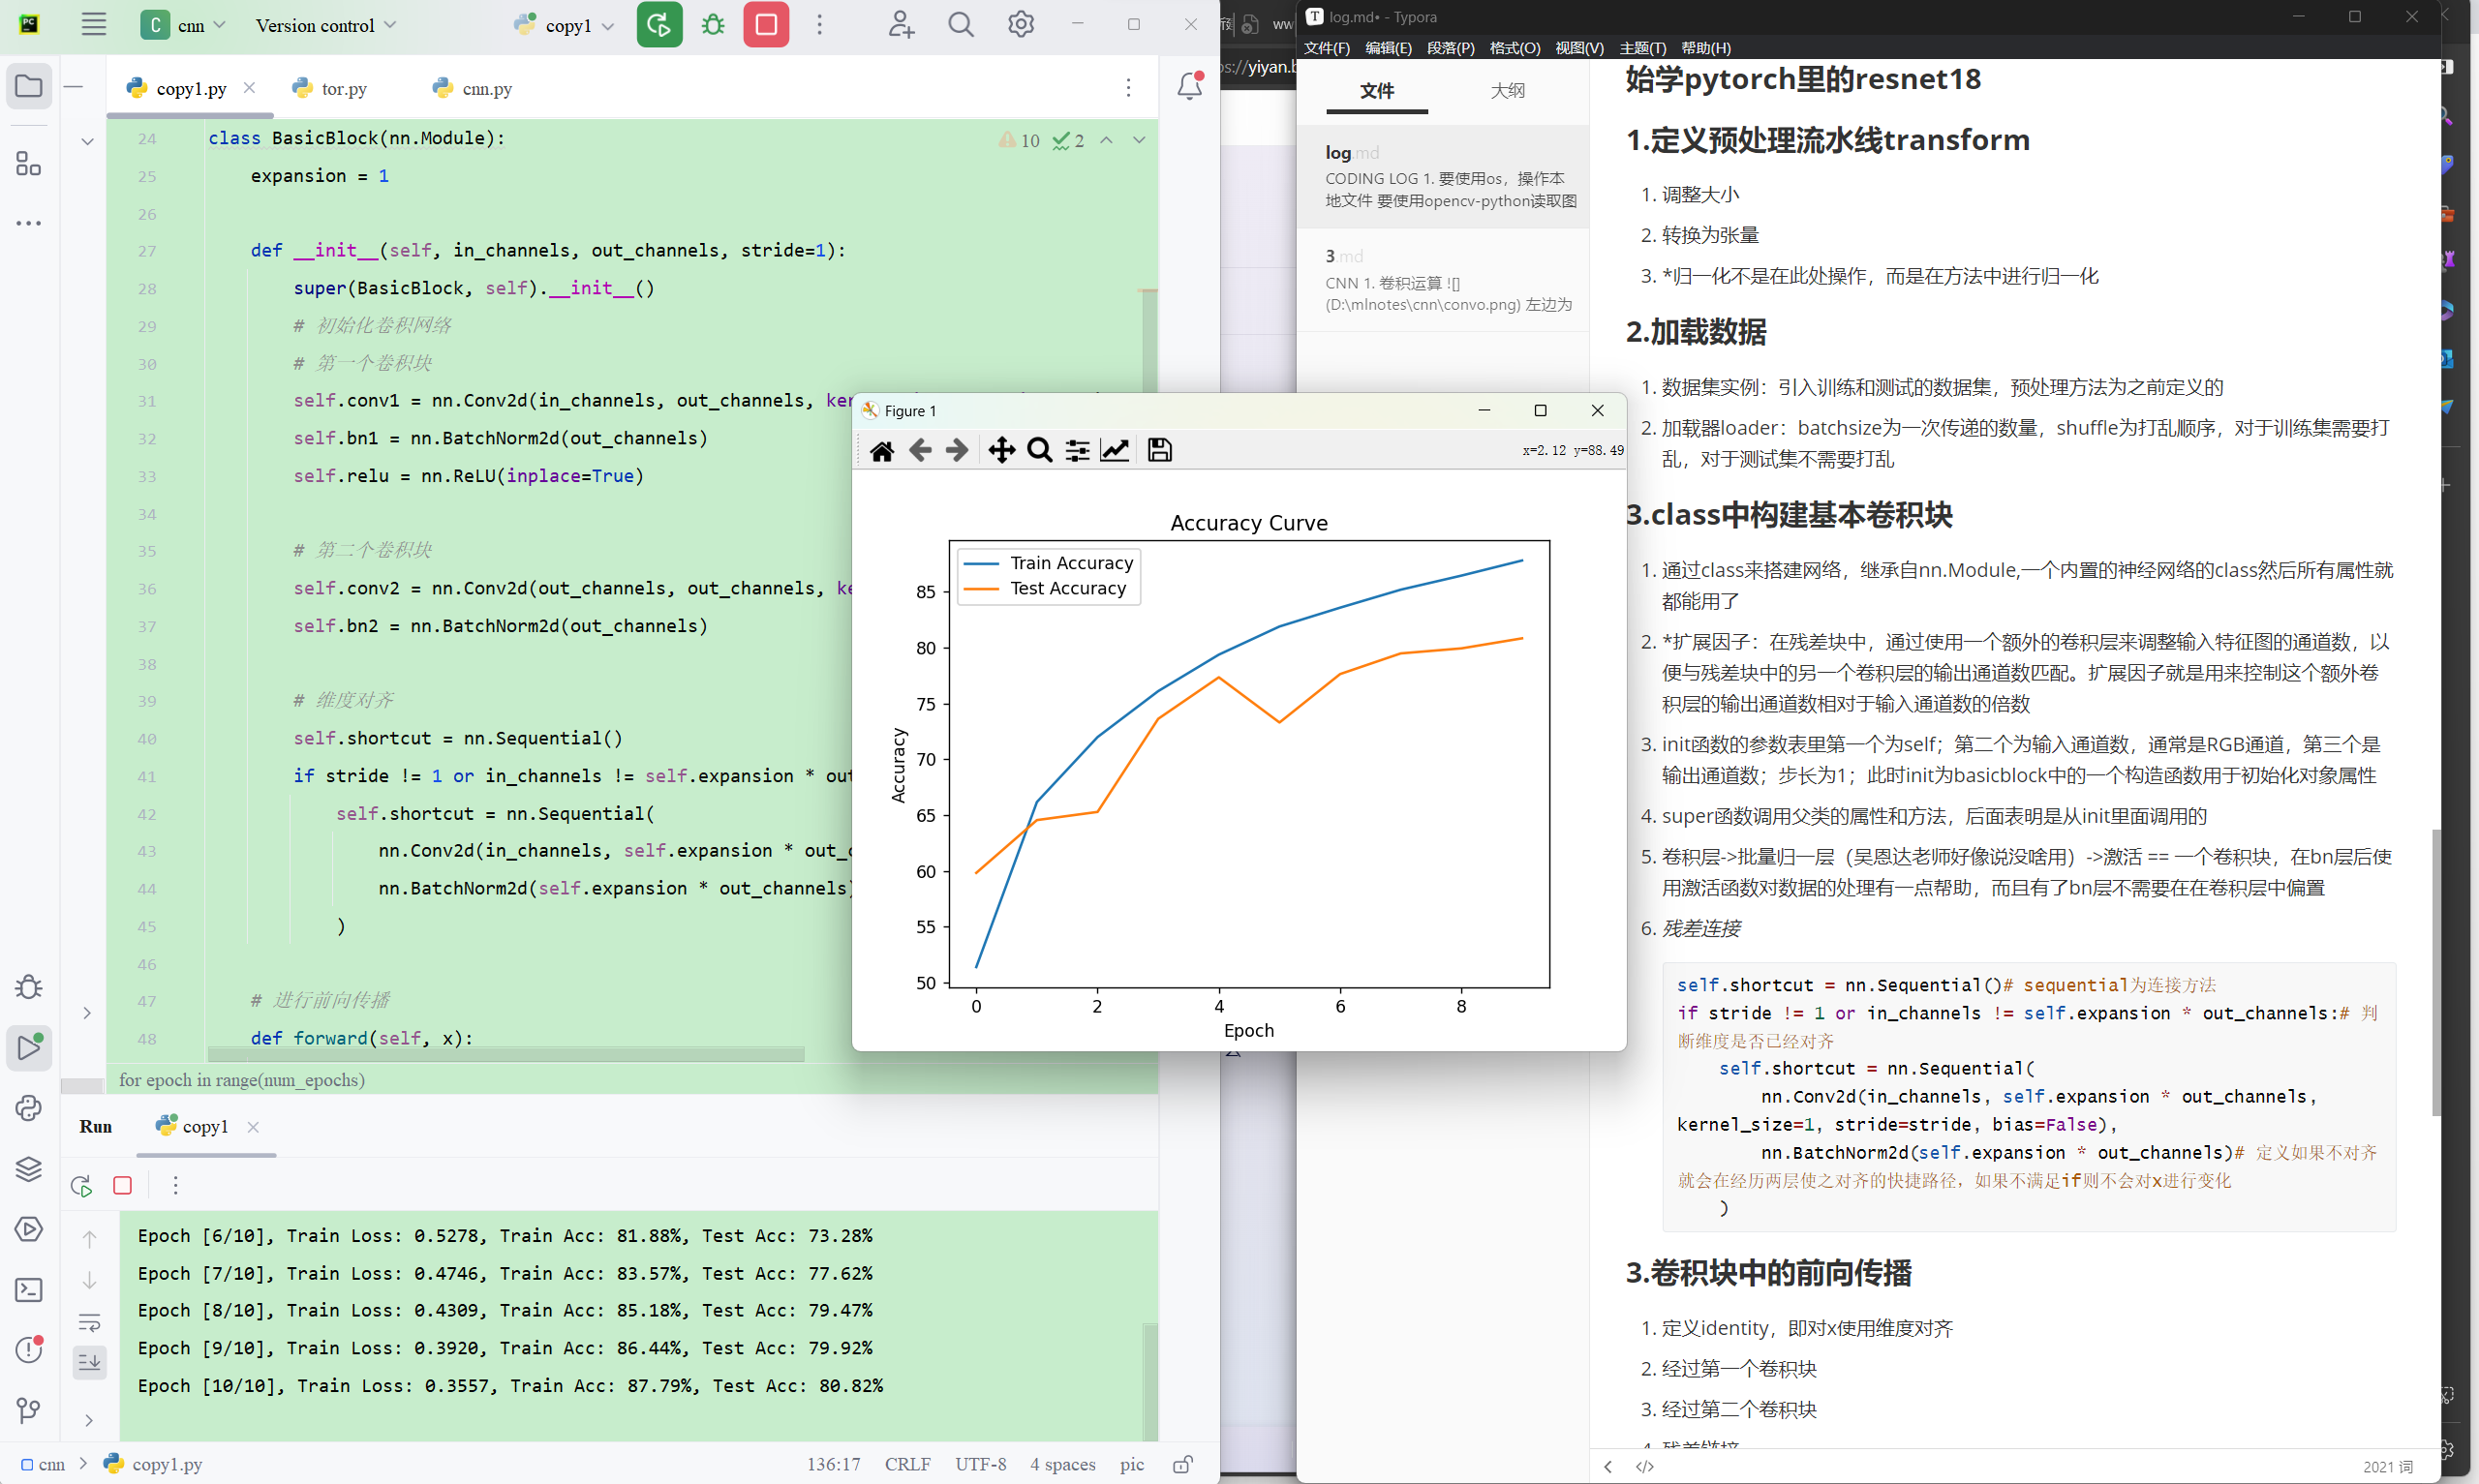 cnn
Version control
copy1
copy1.py
tor.py
cnn.py
24 class BasicBlock(nn.Module):
10 2
25 expansion = 1
26
27 def __init__(self, in_channels, out_channels, stride=1):
28 super(BasicBlock, self).__init__()
29 # 初始化卷积网络
30 # 第一个卷积块
31 self.conv1 = nn.Conv2d(in_channels, out_channels,
32 self.bn1 = nn.BatchNorm2d(out_channels)
33 self.relu = nn.ReLU(inplace=True)
34
35 # 第二个卷积块
36 self.conv2 = nn.Conv2d(out_channels, out_channels,
37 self.bn2 = nn.BatchNorm2d(out_channels)
38
39 # 维度对齐
40 self.shortcut = nn.Sequential()
41 if stride != 1 or in_channels != self.expansion *
42 self.shortcut = nn.Sequential(
43 nn.Conv2d(in_channels, self.expansion *
44 nn.BatchNorm2d(self.expansion * out_channels)
45 )
46
47 # 进行前向传播
48 def forward(self, x):
for epoch in range(num_epochs)
Run
copy1
Epoch [6/10], Train Loss: 0.5278, Train Acc: 81.88%, Test Acc: 73.28%
Epoch [7/10], Train Loss: 0.4746, Train Acc: 83.57%, Test Acc: 77.62%
Epoch [8/10], Train Loss: 0.4309, Train Acc: 85.18%, Test Acc: 79.47%
Epoch [9/10], Train Loss: 0.3920, Train Acc: 86.44%, Test Acc: 79.92%
Epoch [10/10], Train Loss: 0.3557, Train Acc: 87.79%, Test Acc: 80.82%
cnn
copy1.py
136:17 CRLF UTF-8 4 spaces pic
Figure 1
x=2.12 y=88.49
Accuracy Curve
Train Accuracy
Test Accuracy
85
80
75
70
65
60
55
50
Accuracy
0 2 4 6 8
Epoch
log.md• - Typora
文件(F) 编辑(E) 段落(P) 格式(O) 视图(V) 主题(T) 帮助(H)
文件 大纲
log.md
CODING LOG 1. 要使用os，操作本
地文件 要使用opencv-python读取图
3.md
CNN 1. 卷积运算 ![]
(D:\mlnotes\cnn\convo.png) 左边为
始学pytorch里的resnet18
1.定义预处理流水线transform
1. 调整大小
2. 转换为张量
3. *归一化不是在此处操作，而是在方法中进行归一化
2.加载数据
1. 数据集实例：引入训练和测试的数据集，预处理方法为之前定义的
2. 加载器loader：batchsize为一次传递的数量，shuffle为打乱顺序，对于训练集需要打
乱，对于测试集不需要打乱
3.class中构建基本卷积块
1. 通过class来搭建网络，继承自nn.Module,一个内置的神经网络的class然后所有属性就
都能用了
2. *扩展因子：在残差块中，通过使用一个额外的卷积层来调整输入特征图的通道数，以
便与残差块中的另一个卷积层的输出通道数匹配。扩展因子就是用来控制这个额外卷
积层的输出通道数相对于输入通道数的倍数
3. init函数的参数表里第一个为self；第二个为输入通道数，通常是RGB通道，第三个是
输出通道数；步长为1；此时init为basicblock中的一个构造函数用于初始化对象属性
4. super函数调用父类的属性和方法，后面表明是从init里面调用的
5. 卷积层->批量归一层（吴恩达老师好像说没啥用）->激活 == 一个卷积块，在bn层后使
用激活函数对数据的处理有一点帮助，而且有了bn层不需要在在卷积层中偏置
6. 残差连接
self.shortcut = nn.Sequential()# sequential为连接方法
if stride != 1 or in_channels != self.expansion * out_channels:# 判
断维度是否已经对齐
self.shortcut = nn.Sequential(
nn.Conv2d(in_channels, self.expansion * out_channels,
kernel_size=1, stride=stride, bias=False),
nn.BatchNorm2d(self.expansion * out_channels)# 定义如果不对齐
就会在经历两层使之对齐的快捷路径，如果不满足if则不会对x进行变化
)
3.卷积块中的前向传播
1. 定义identity，即对x使用维度对齐
2. 经过第一个卷积块
3. 经过第二个卷积块
2021 词